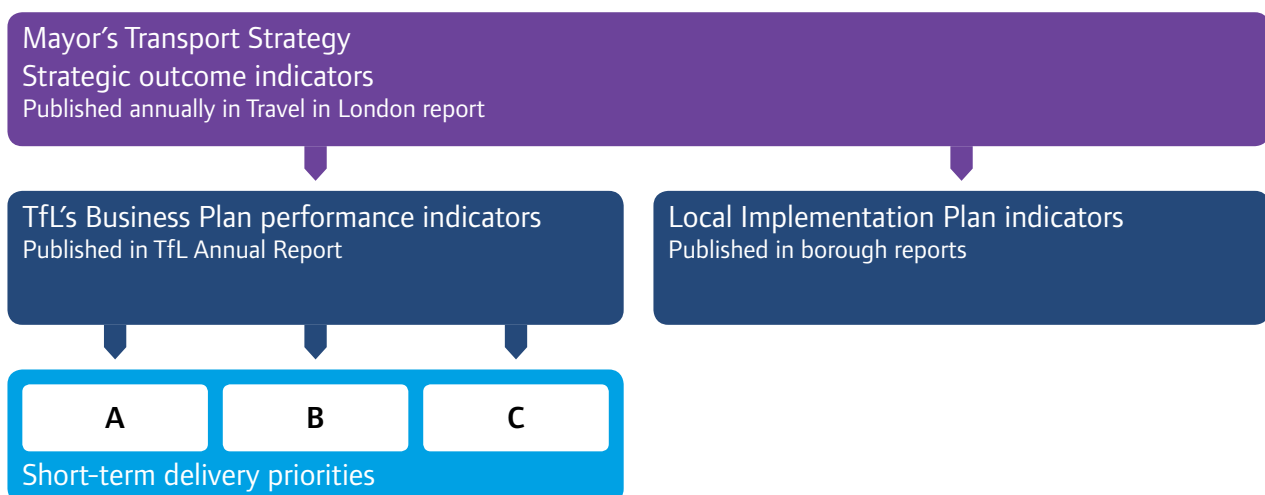 Mayor’s Transport Strategy
Strategic outcome indicators
Published annually in Travel in London report
TfL’s Business Plan performance indicators
Published in TfL Annual Report
Local Implementation Plan indicators
Published in borough reports
A
B
C
Short-term delivery priorities